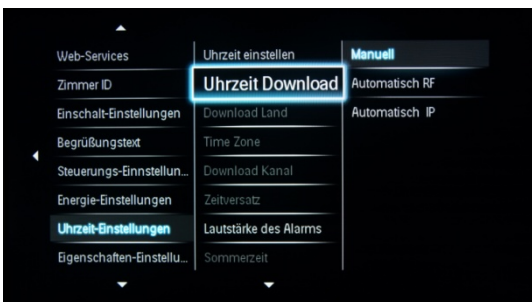 Web-Services
Zimmer ID
Einschalt-Einstellungen
Begrüßungstext
Steuerungs-Einnstellun...
Energie-Einstellungen
Uhrzeit-Einstellungen
Eigenschaften-Einstellu...
Uhrzeit einstellen
Uhrzeit Download
Download Land
Time Zone
Download Kanal
Zeitversatz
Lautstärke des Alarms
Sommerzeit
Manuell
Automatisch RF
Automatisch IP